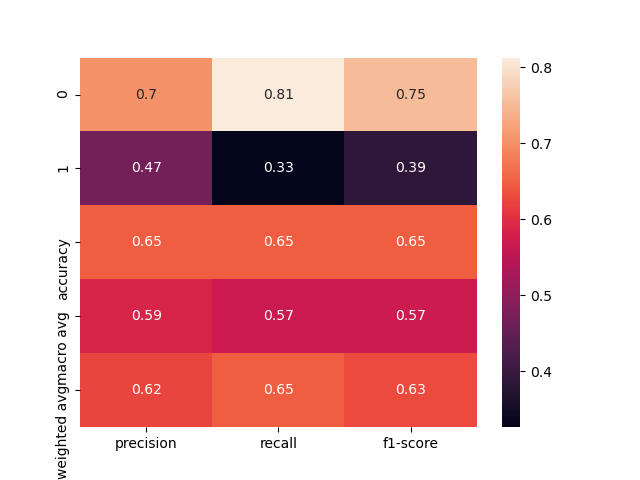 0 0.7 0.81 0.75
1 0.47 0.33 0.39
accuracy 0.65 0.65 0.65
macro avg 0.59 0.57 0.57
weighted avg 0.62 0.65 0.63
precision recall f1-score
0.8
0.7
0.6
0.5
0.4